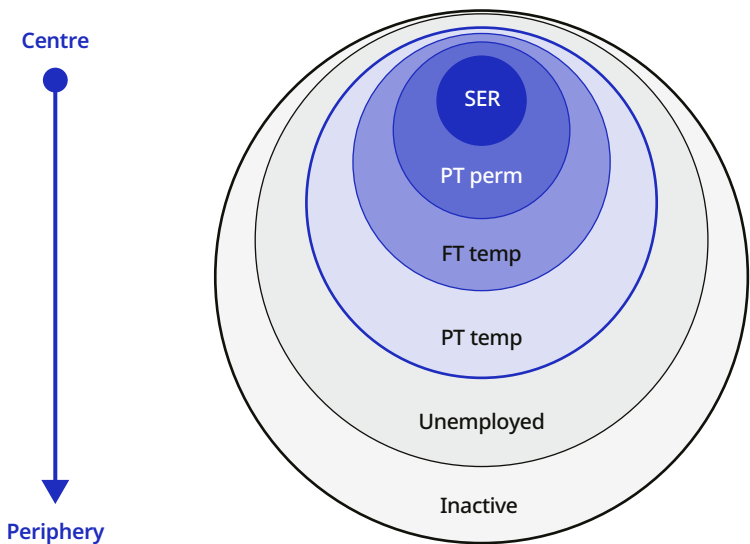 Centre
SER
PT perm
FT temp
PT temp
Unemployed
Inactive
Periphery